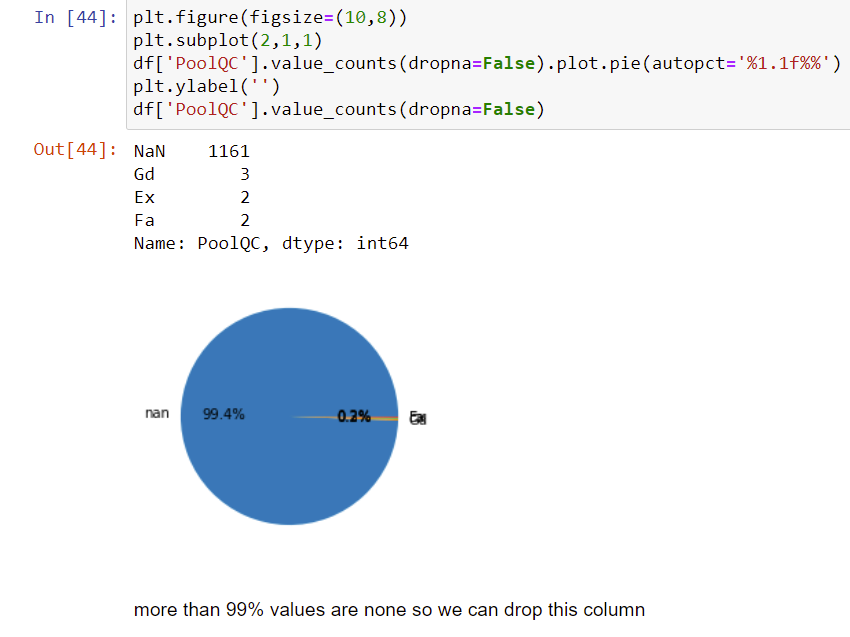 In [44]: plt.figure(figsize=(10,8))
plt.subplot(2,1,1)
df['PoolQC'].value_counts(dropna=False).plot.pie(autopct='%1.1f%%')
plt.ylabel('')
df['PoolQC'].value_counts(dropna=False)
Out[44]: NaN 1161
Gd 3
Ex 2
Fa 2
Name: PoolQC, dtype: int64
nan 99.4%
more than 99% values are none so we can drop this column